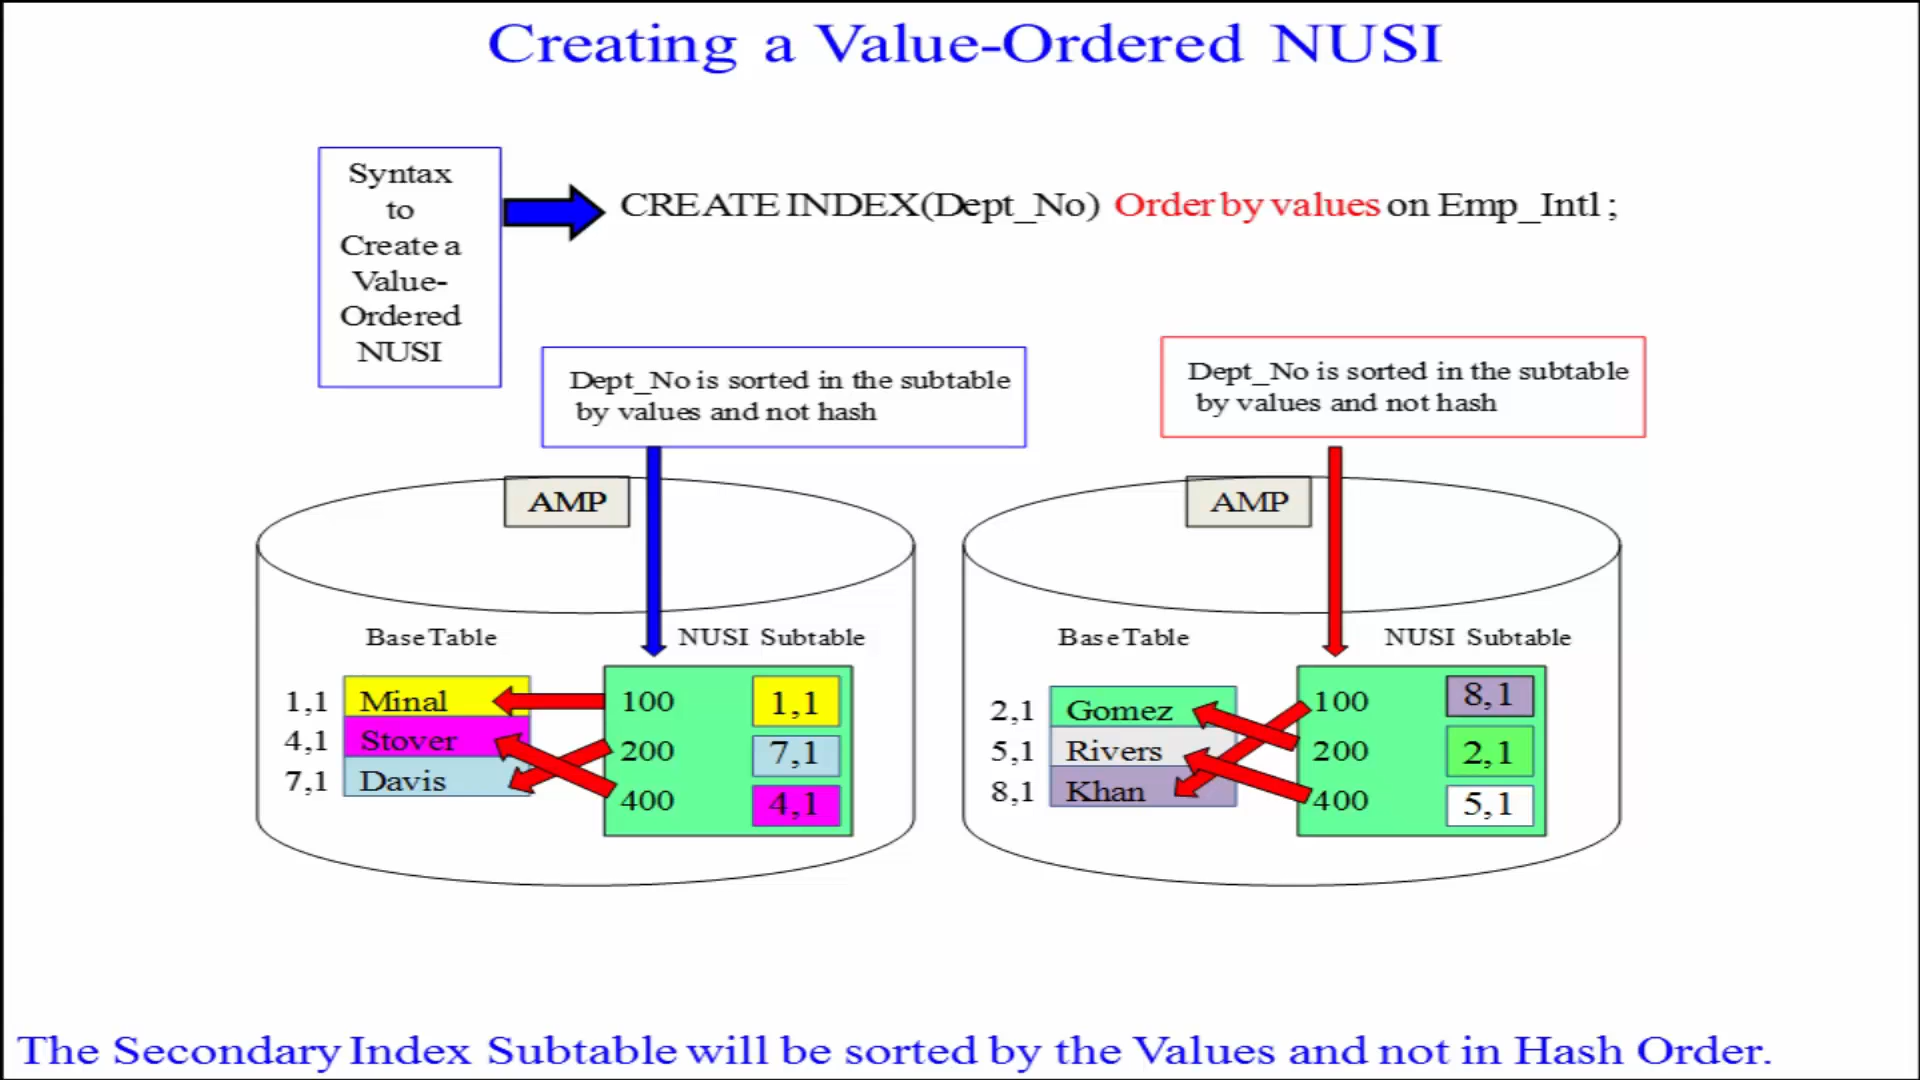 Creating a Value-Ordered NUSI
Syntax
to
Create a
Value-
Ordered
NUSI
CREATE INDEX(Dept_No) Order by values on Emp_Intl ;
Dept_No is sorted in the subtable
by values and not hash
Dept_No is sorted in the subtable
by values and not hash
AMP
Base Table
NUSI Subtable
1,1 Minal
4,1 Stover
7,1 Davis
100 1,1
200 7,1
400 4,1
AMP
Base Table
NUSI Subtable
2,1 Gomez
5,1 Rivers
8,1 Khan
100 8,1
200 2,1
400 5,1
The Secondary Index Subtable will be sorted by the Values and not in Hash Order.